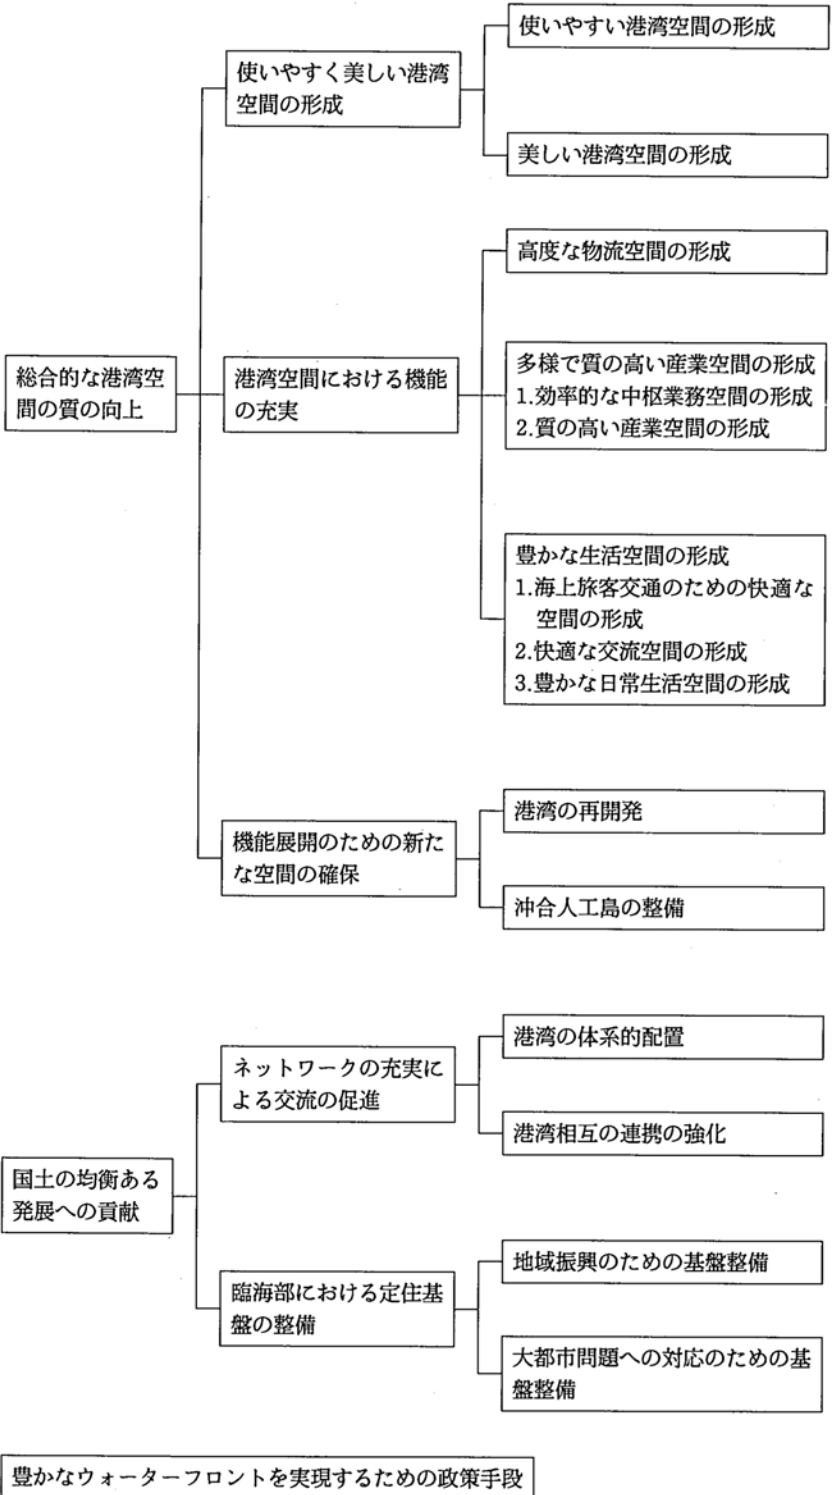 総合的な港湾空
間の質の向上
使いやすく美しい港湾
空間の形成
使いやすい港湾空間の形成
美しい港湾空間の形成
港湾空間における機能
の充実
高度な物流空間の形成
多様で質の高い産業空間の形成
1.効率的な中枢業務空間の形成
2.質の高い産業空間の形成
豊かな生活空間の形成
1.海上旅客交通のための快適な
空間の形成
2.快適な交流空間の形成
3.豊かな日常生活空間の形成
機能展開のための新た
な空間の確保
港湾の再開発
沖合人工島の整備
国土の均衡ある
発展への貢献
ネットワークの充実に
よる交流の促進
港湾の体系的配置
港湾相互の連携の強化
臨海部における定住基
盤の整備
地域振興のための基盤整備
大都市問題への対応のための基
盤整備
豊かなウォーターフロントを実現するための政策手段